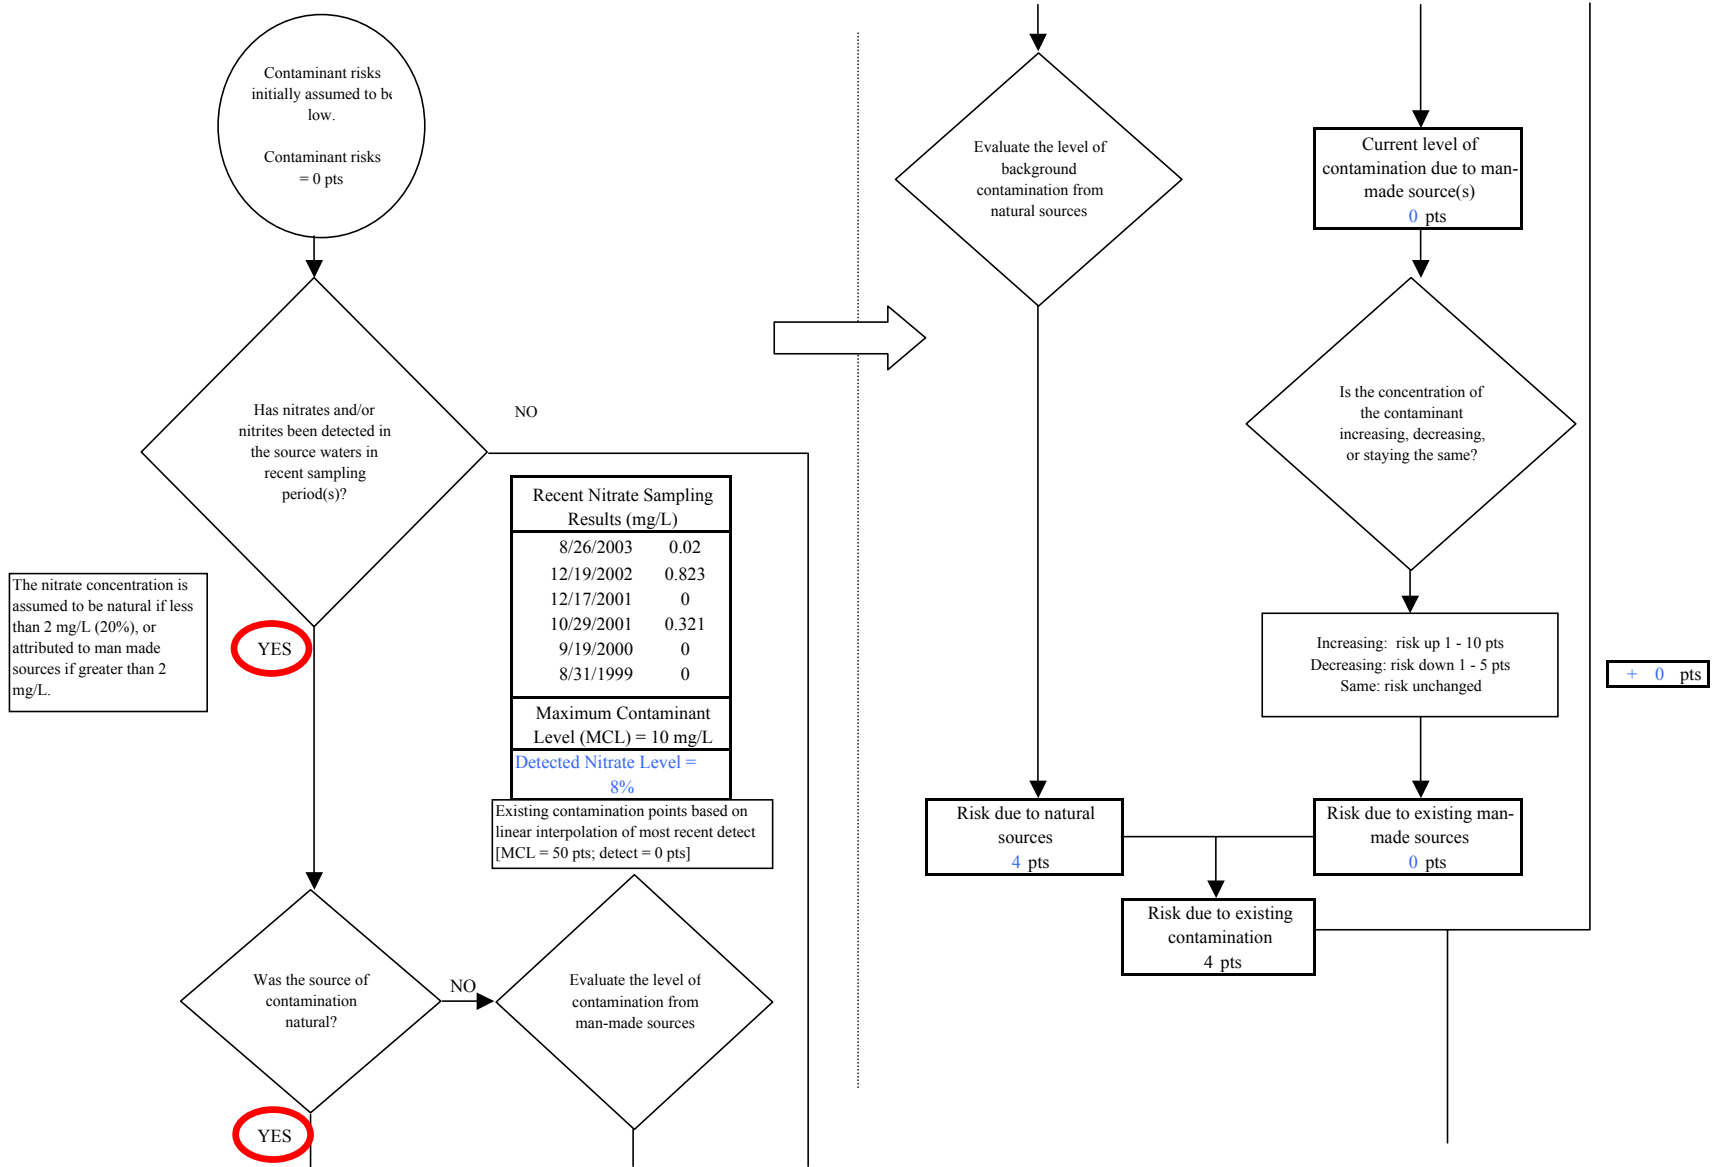 Contaminant risks
initially assumed to be
low.
Contaminant risks
= 0 pts
Has nitrates and/or
nitrites been detected in
the source waters in
recent sampling
period(s)?
NO
The nitrate concentration is
assumed to be natural if less
than 2 mg/L (20%), or
attributed to man made
sources if greater than 2
mg/L.
YES
Recent Nitrate Sampling
Results (mg/L)
8/26/2003 0.02
12/19/2002 0.823
12/17/2001 0
10/29/2001 0.321
9/19/2000 0
8/31/1999 0
Maximum Contaminant
Level (MCL) = 10 mg/L
Detected Nitrate Level =
8%
Existing contamination points based on
linear interpolation of most recent detect
[MCL = 50 pts; detect = 0 pts]
Was the source of
contamination
natural?
NO
Evaluate the level of
contamination from
man-made sources
YES
Evaluate the level of
background
contamination from
natural sources
Current level of
contamination due to man-
made source(s)
0 pts
Is the concentration of
the contaminant
increasing, decreasing,
or staying the same?
Increasing: risk up 1 - 10 pts
Decreasing: risk down 1 - 5 pts
Same: risk unchanged
+ 0 pts
Risk due to natural
sources
4 pts
Risk due to existing man-
made sources
0 pts
Risk due to existing
contamination
4 pts